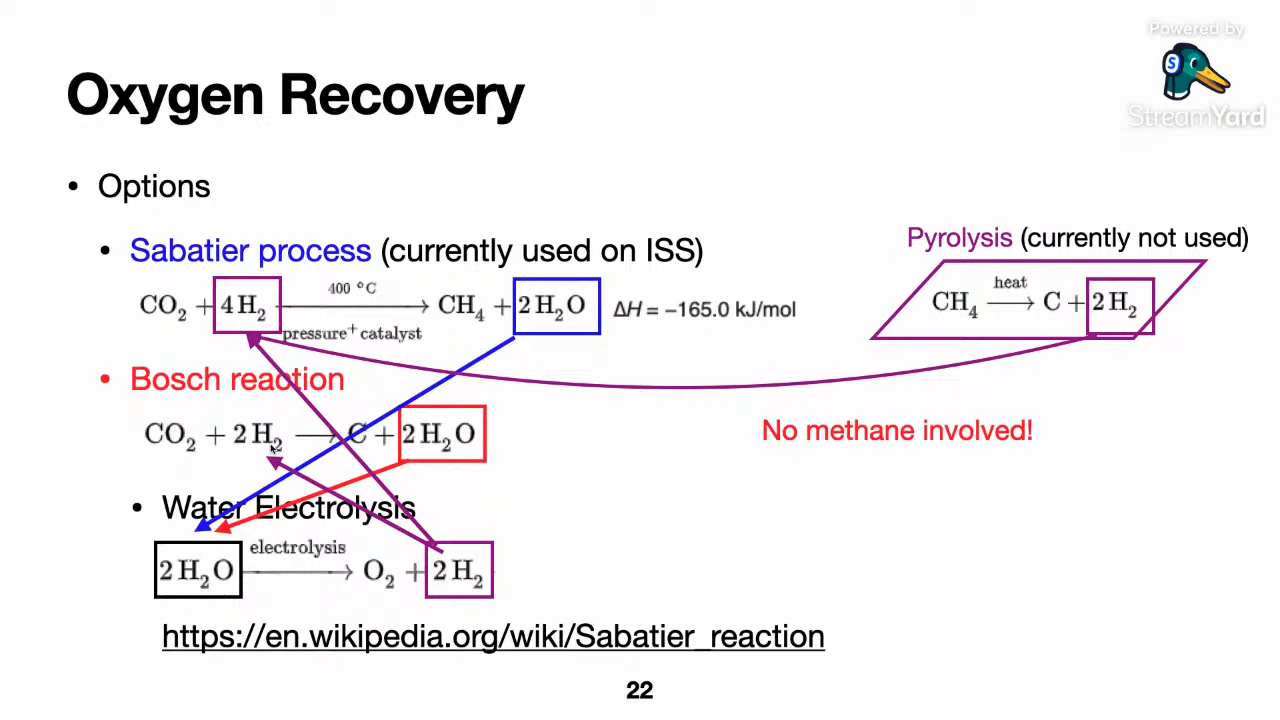 Powered by
StreamYard
Oxygen Recovery
• Options
• Sabatier process (currently used on ISS)
CO₂ + 4 H₂ ⟶ CH₄ + 2 H₂O ΔH = −165.0 kJ/mol
400 °C
pressure+catalyst
Pyrolysis (currently not used)
heat
CH₄ ⟶ C + 2 H₂
• Bosch reaction
CO₂ + 2 H₂ ⟶ C + 2 H₂O
No methane involved!
• Water Electrolysis
electrolysis
2 H₂O ⟶ O₂ + 2 H₂
https://en.wikipedia.org/wiki/Sabatier_reaction
22